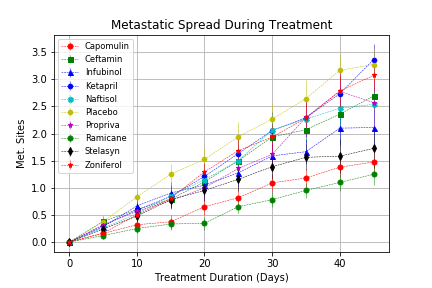 Metastatic Spread During Treatment
Met. Sites
3.5
3.0
2.5
2.0
1.5
1.0
0.5
0.0
Capomulin
Ceftamin
Infubinol
Ketapril
Naftisol
Placebo
Propriva
Ramicane
Stelasyn
Zoniferol
0 10 20 30 40
Treatment Duration (Days)